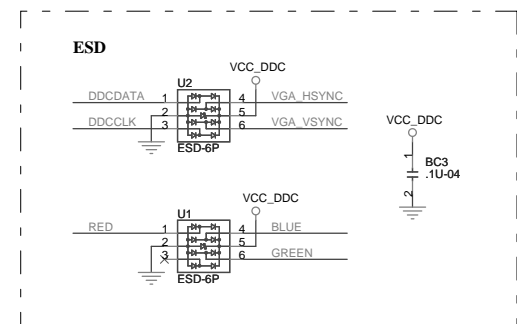 ESD
VCC_DDC
U2
DDCDATA 1 4 VGA_HSYNC
2 5
DDCCLK 3 6 VGA_VSYNC
ESD-6P
VCC_DDC
1
BC3
.1U-04
2
VCC_DDC
U1
RED 1 4 BLUE
2 5
3 6 GREEN
ESD-6P